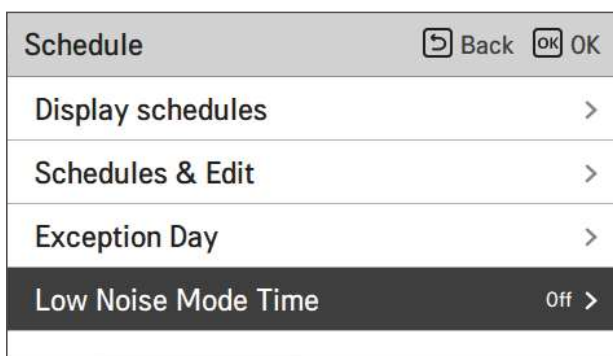 Schedule Back OK OK
Display schedules >
Schedules & Edit >
Exception Day >
Low Noise Mode Time Off >